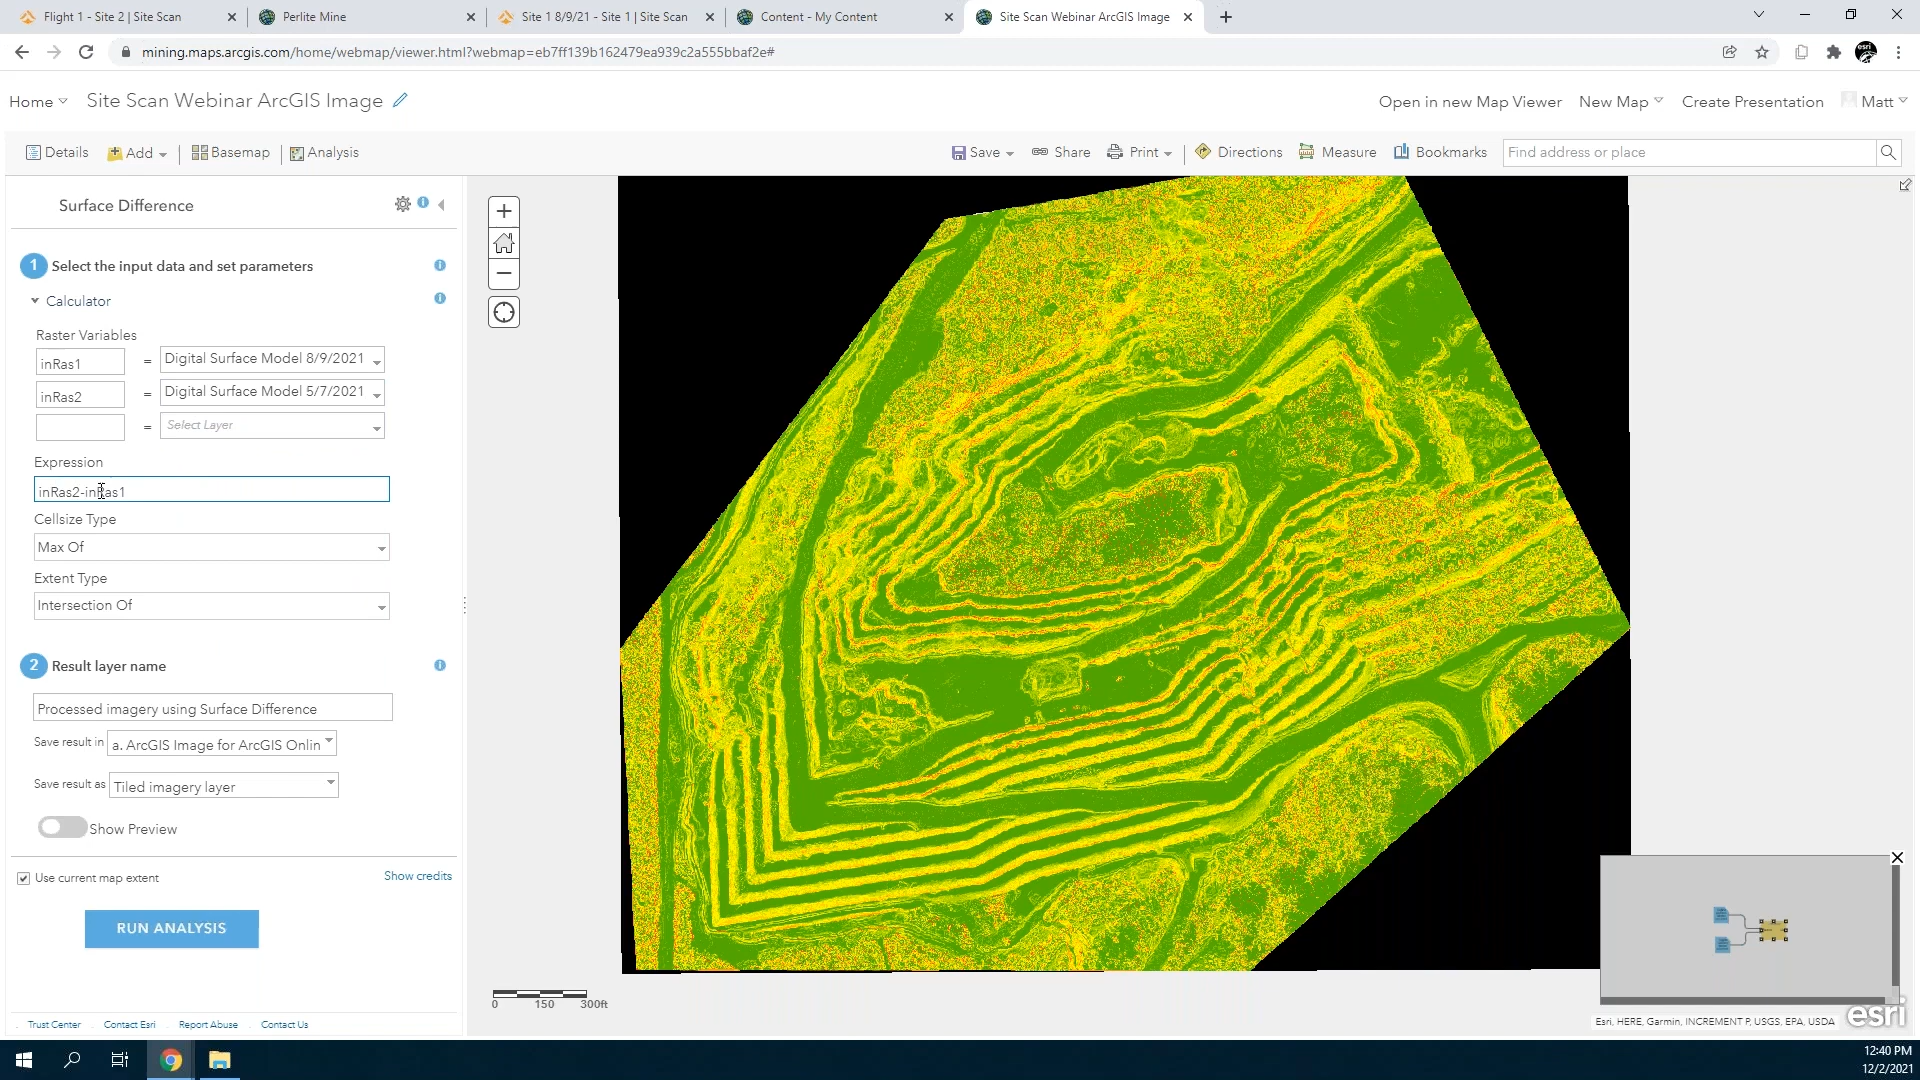 Flight 1 - Site 2 | Site Scan
Perlite Mine
Site 1 8/9/21 - Site 1 | Site Scan
Content - My Content
Site Scan Webinar ArcGIS Image
mining.maps.arcgis.com/home/webmap/viewer.html?webmap=eb7ff139b162479ea939c2a555bbaf2e#
esri
Home
Site Scan Webinar ArcGIS Image
Open in new Map Viewer
New Map
Create Presentation
Matt
Details
Add
Basemap
Analysis
Save
Share
Print
Directions
Measure
Bookmarks
Find address or place
Surface Difference
1 Select the input data and set parameters
Calculator
Raster Variables
inRas1 = Digital Surface Model 8/9/2021
inRas2 = Digital Surface Model 5/7/2021
= Select Layer
Expression
inRas2-inRas1
Cellsize Type
Max Of
Extent Type
Intersection Of
2 Result layer name
Processed imagery using Surface Difference
Save result in a. ArcGIS Image for ArcGIS Onlin
Save result as Tiled imagery layer
Show Preview
Use current map extent
Show credits
RUN ANALYSIS
Trust Center
Contact Esri
Report Abuse
Contact Us
0 150 300ft
Esri, HERE, Garmin, INCREMENT P, USGS, EPA, USDA
esri
12:40 PM
12/2/2021